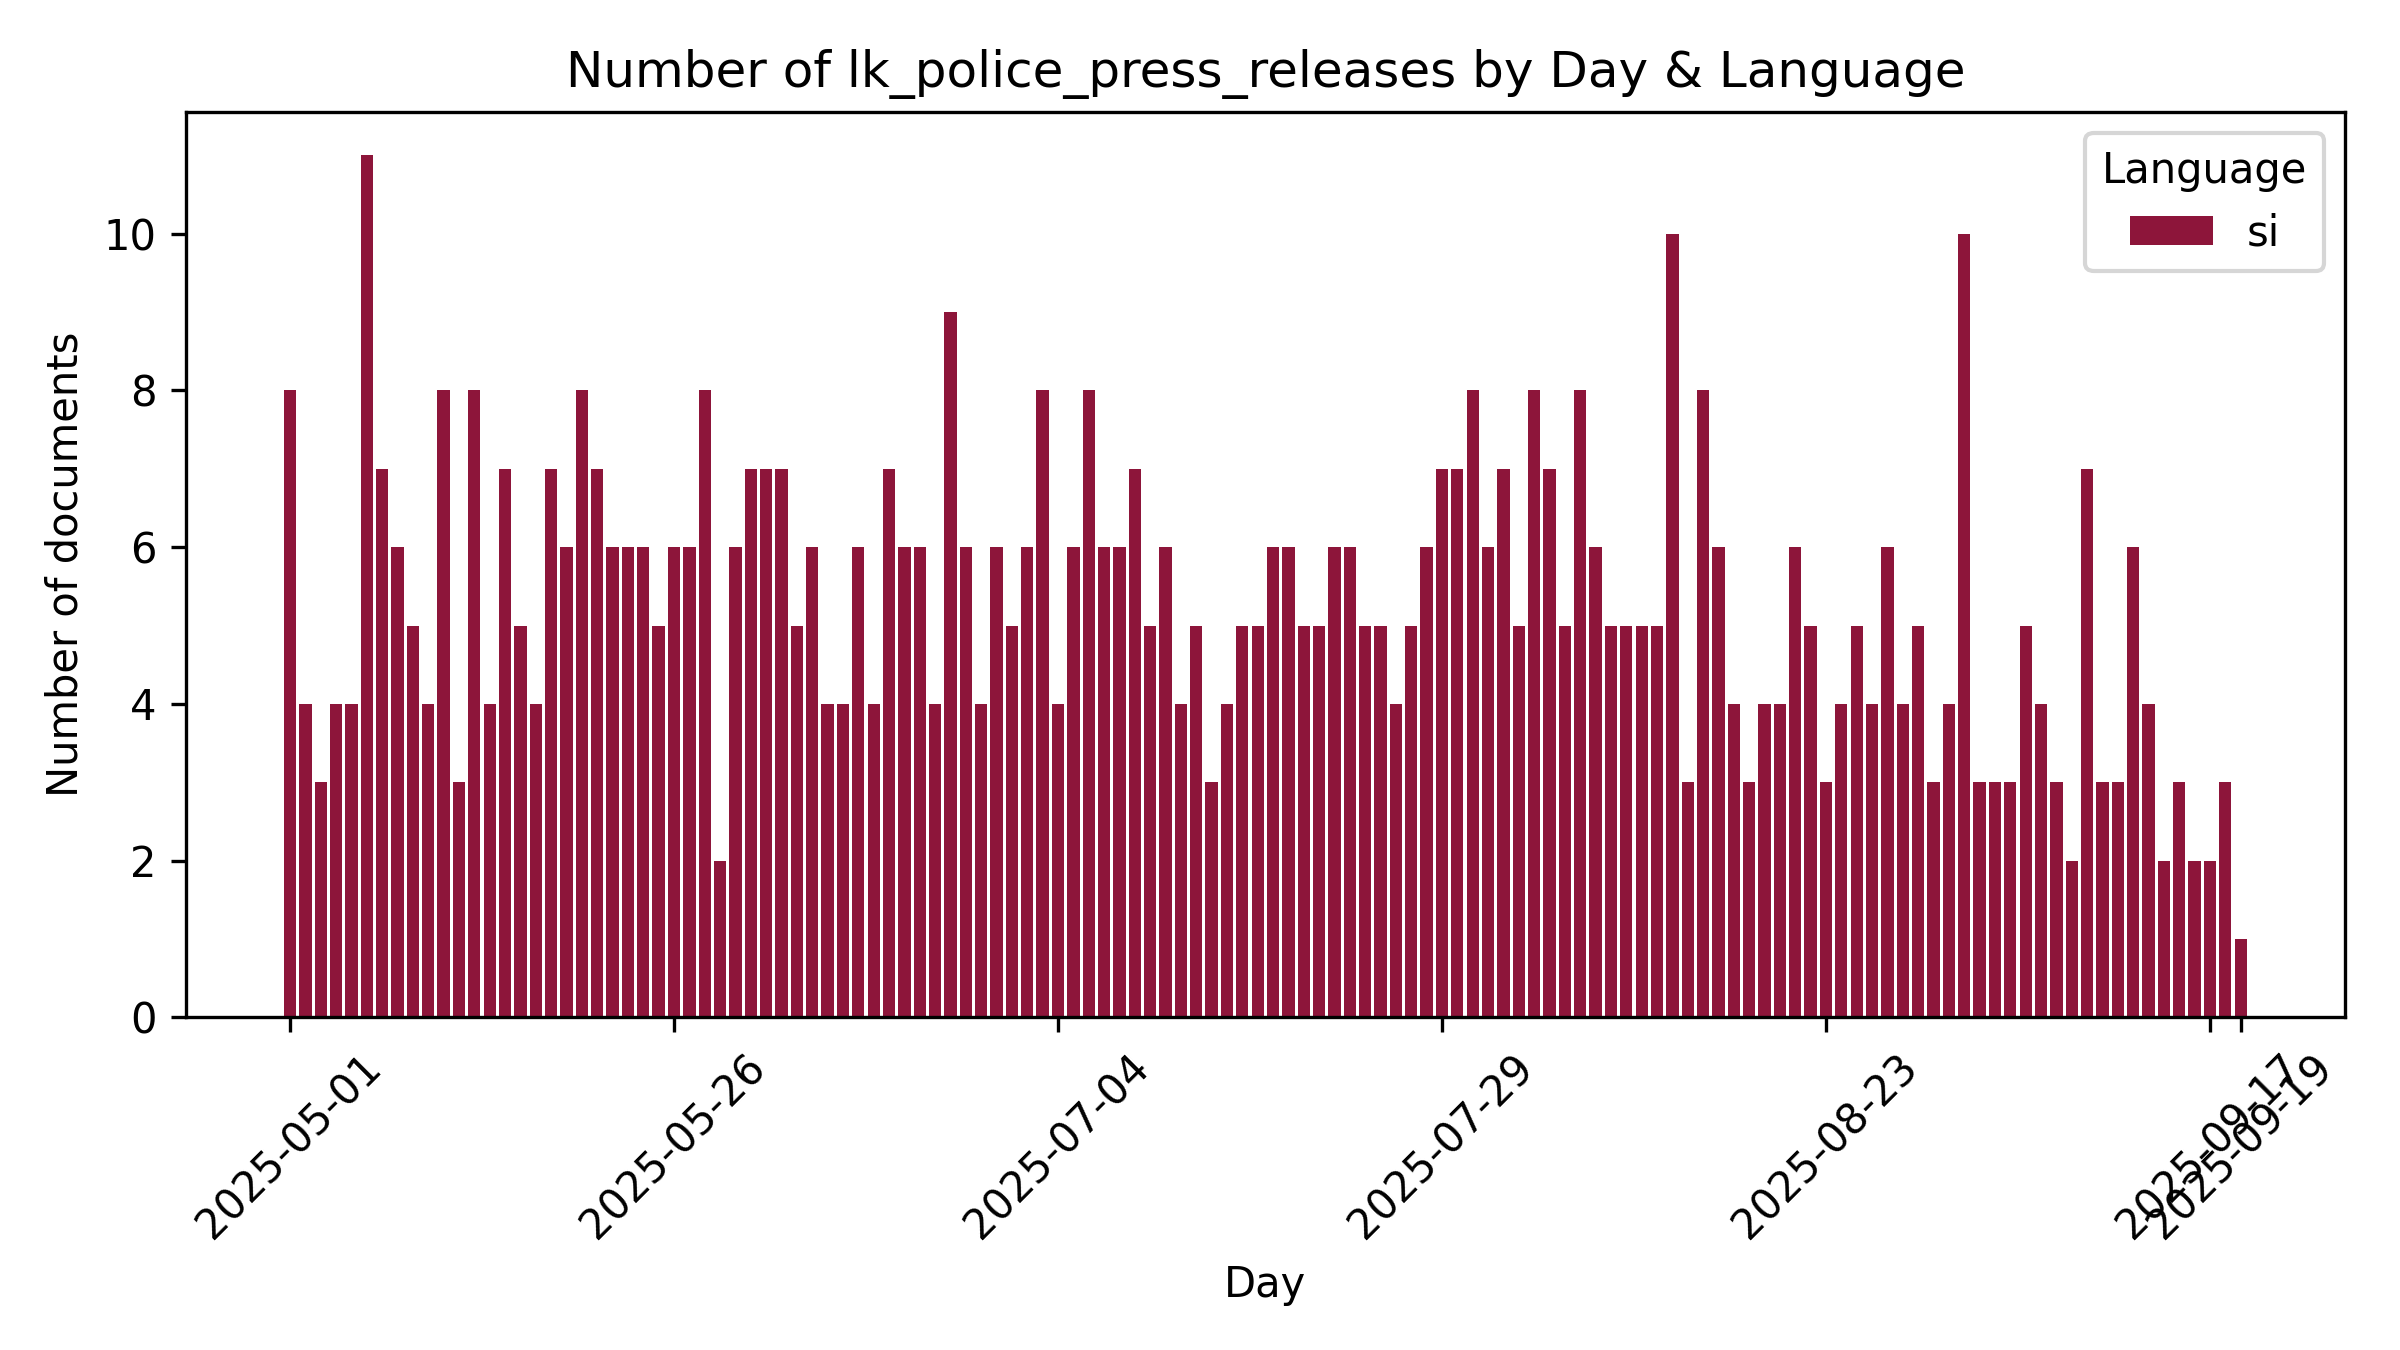 Number of lk_police_press_releases by Day & Language
Language
si
Number of documents
10
8
6
4
2
0
2025-05-01
2025-05-26
2025-07-04
2025-07-29
2025-08-23
2025-09-17
2025-09-19
Day